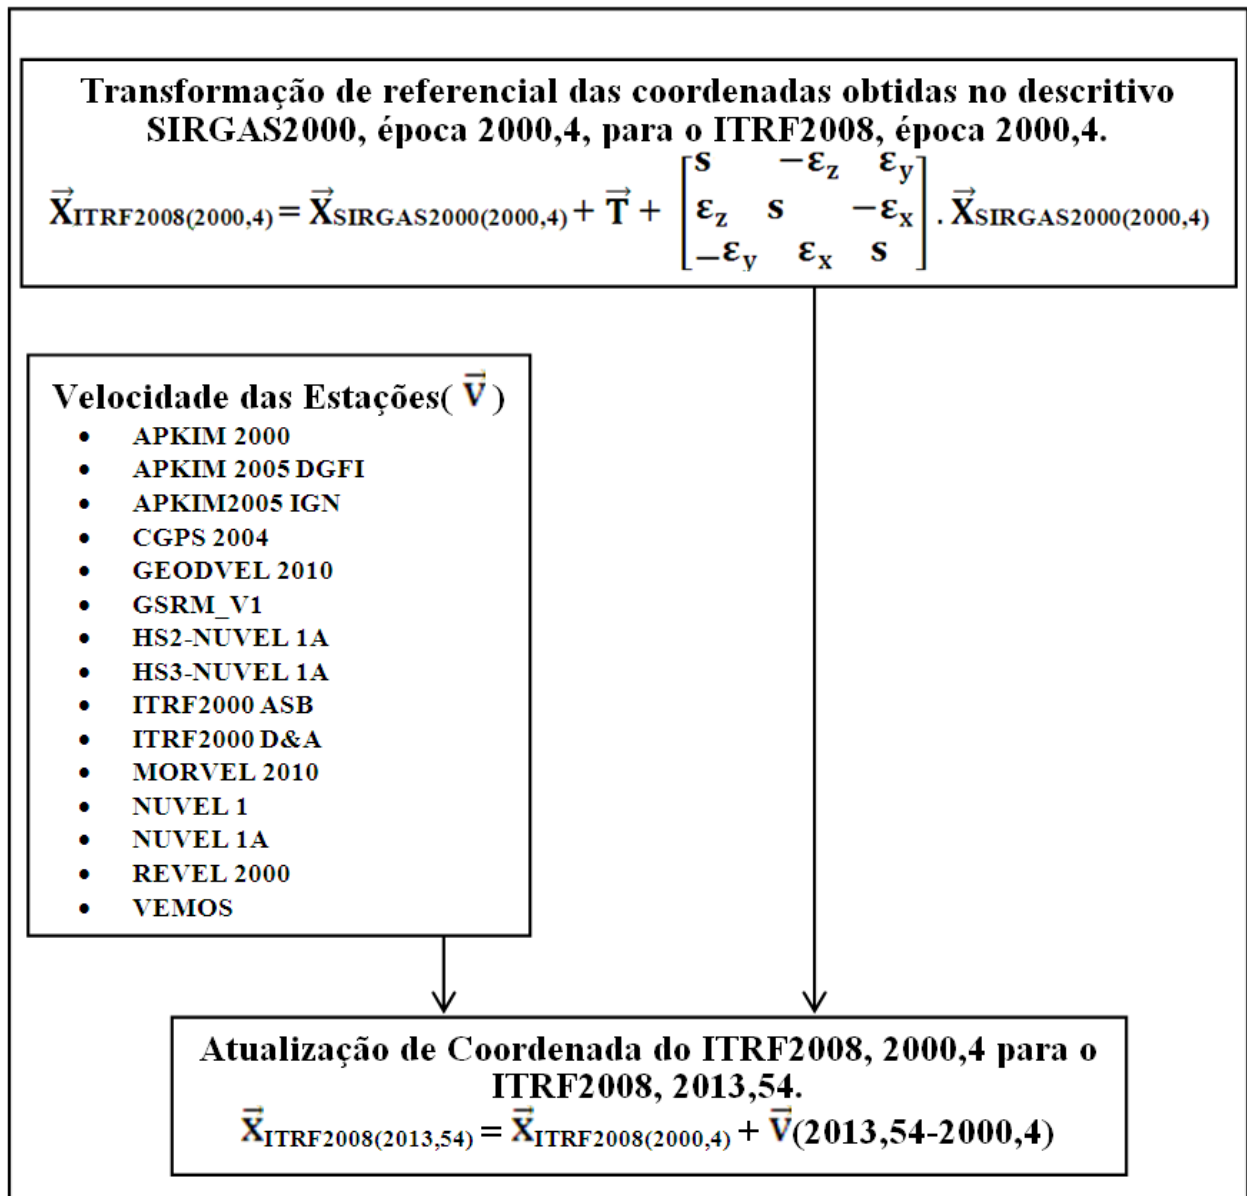 Transformação de referencial das coordenadas obtidas no descritivo
SIRGAS2000, época 2000,4, para o ITRF2008, época 2000,4.
s −εz εy
X⃗ITRF2008(2000,4) = X⃗SIRGAS2000(2000,4) + T⃗ + [εz s −εx] . X⃗SIRGAS2000(2000,4)
−εy εx s
Velocidade das Estações( V⃗ )
• APKIM 2000
• APKIM 2005 DGFI
• APKIM2005 IGN
• CGPS 2004
• GEODVEL 2010
• GSRM_V1
• HS2-NUVEL 1A
• HS3-NUVEL 1A
• ITRF2000 ASB
• ITRF2000 D&A
• MORVEL 2010
• NUVEL 1
• NUVEL 1A
• REVEL 2000
• VEMOS
Atualização de Coordenada do ITRF2008, 2000,4 para o
ITRF2008, 2013,54.
X⃗ITRF2008(2013,54) = X⃗ITRF2008(2000,4) + V⃗(2013,54-2000,4)